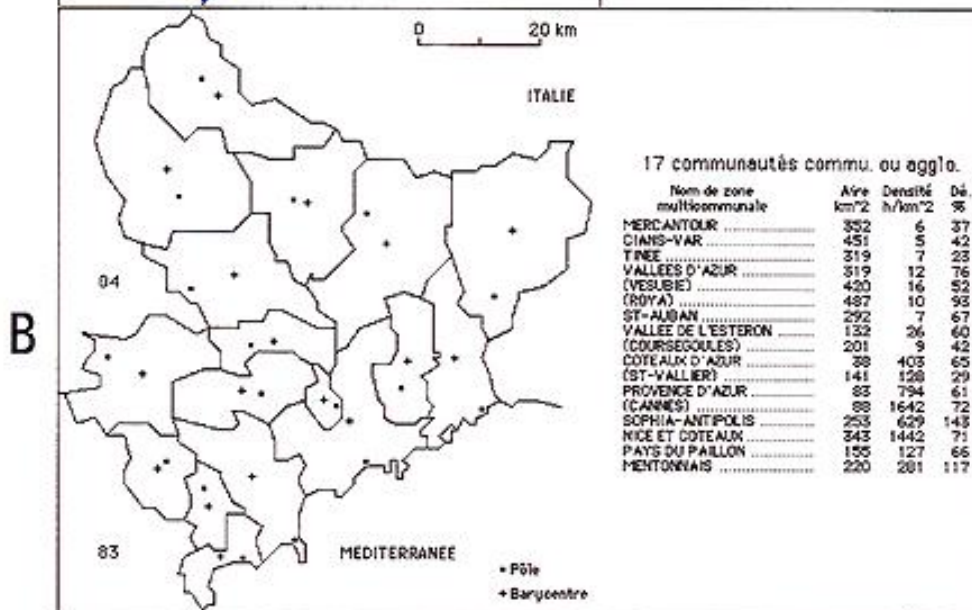 0 20 km
ITALIE
17 communautés commu. ou agglo.
Nom de zone multicommunale Aire km^2 Densité h/km^2 Dé. %
MERCANTOUR 352 6 37
CIANS-VAR 451 5 42
TINEE 319 7 23
VALLEES D'AZUR 319 12 76
(VESUBIE) 420 16 52
(ROYA) 487 10 93
ST-AUBAN 292 7 67
VALLEE DE L'ESTERON 132 26 60
(COURSEGOULES) 201 9 42
COTEAUX D'AZUR 38 403 65
(ST-VALLIER) 141 128 29
PROVENCE D'AZUR 83 794 61
(CANNES) 88 1642 72
SOPHIA-ANTIPOLIS 253 629 143
NICE ET COTEAUX 343 1442 71
PAYS DU PAILLON 155 127 66
MENTONNAIS 220 281 117
04
B
83
MEDITERRANEE
• Pôle
+ Barycentre